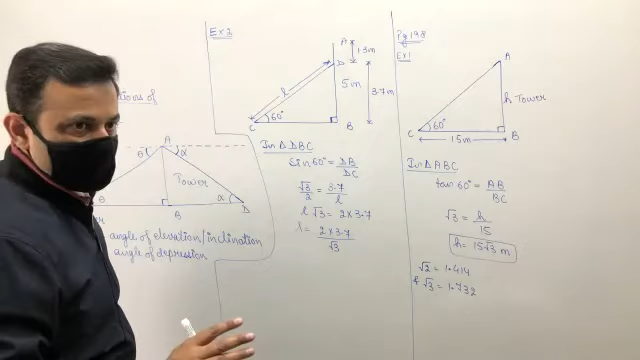 ations of
θ
A
α
Tower
B
α
D
angle of elevation/inclination
angle of depression
Ex 2
A
1.3m
D
l
5m
3.7m
60°
C
B
In △ DBC
sin 60° = DB/DC
√3/2 = 3.7/l
l√3 = 2×3.7
l = 2×3.7/√3
Pg 198
Ex 1
A
h Tower
60°
C
15m
B
In △ ABC
tan 60° = AB/BC
√3 = h/15
h = 15√3 m
√2 = 1.414
& √3 = 1.732